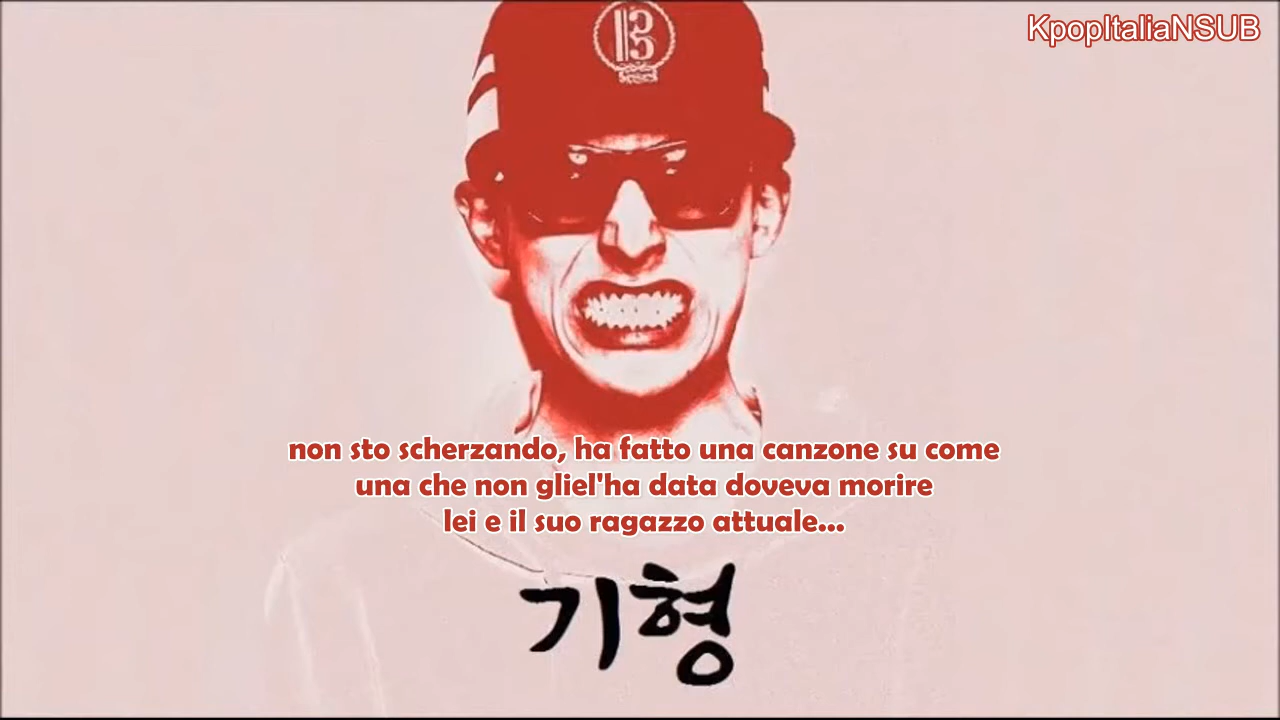 KpopItaliaNSUB
B
non sto scherzando, ha fatto una canzone su come
una che non gliel'ha data doveva morire
lei e il suo ragazzo attuale...
기형